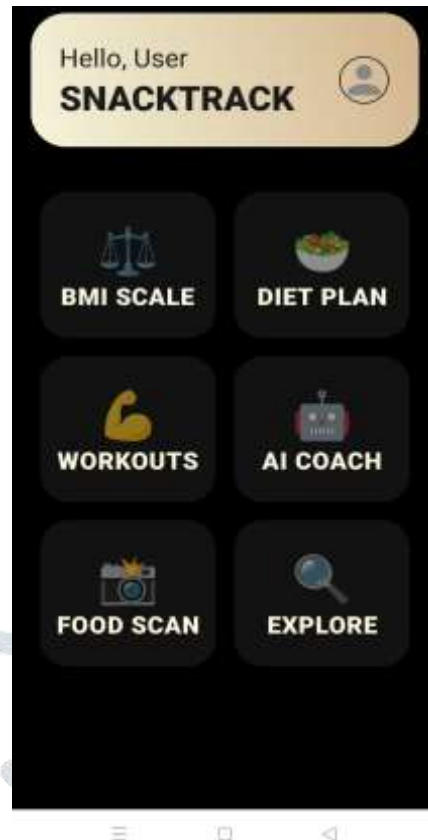 Hello, User
SNACKTRACK
BMI SCALE
DIET PLAN
WORKOUTS
AI COACH
FOOD SCAN
EXPLORE